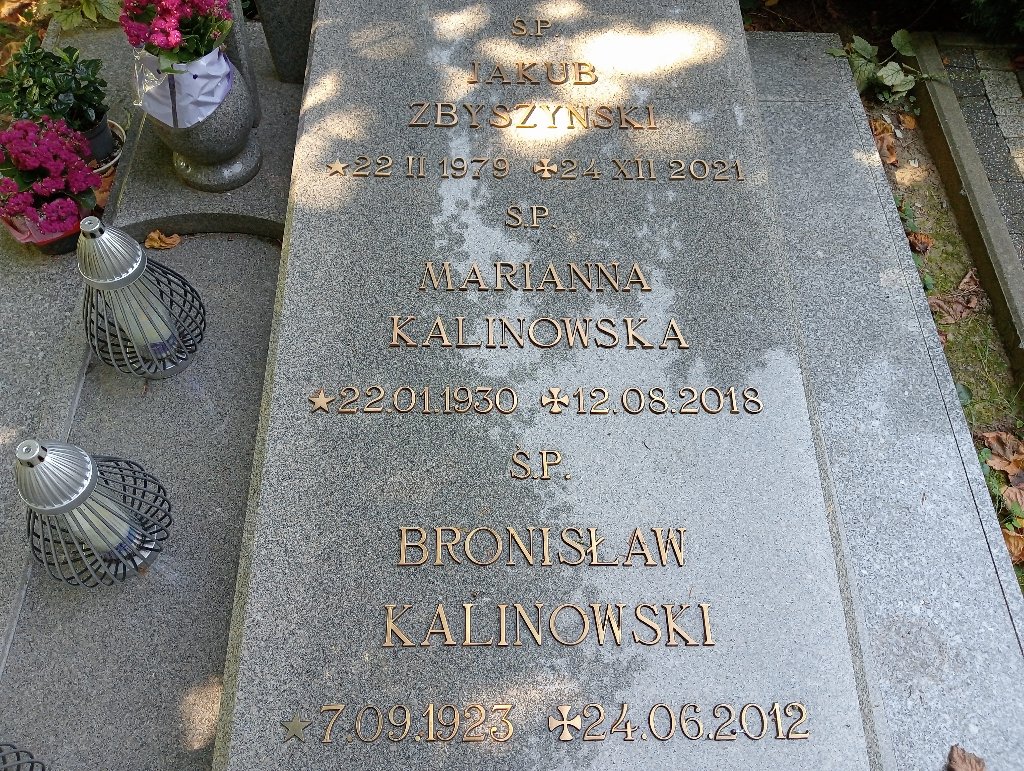 Ś.P.
JAKUB
ZBYSZYŃSKI
22 II 1979 24 XII 2021
Ś.P.
MARIANNA
KALINOWSKA
22.01.1930 12.08.2018
Ś.P.
BRONISŁAW
KALINOWSKI
7.09.1923 24.06.2012